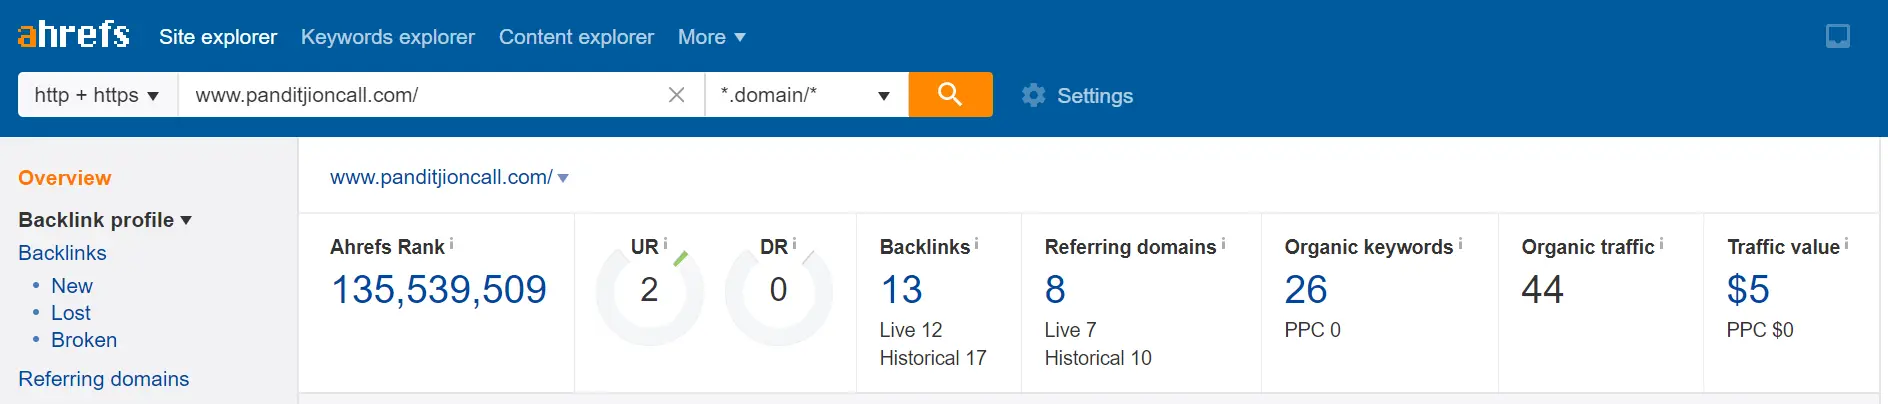 ahrefs Site explorer Keywords explorer Content explorer More
http + https www.panditjioncall.com/ *.domain/* Settings
Overview
Backlink profile
Backlinks
New
Lost
Broken
Referring domains
www.panditjioncall.com/
Ahrefs Rank i
135,539,509
UR i
2
DR i
0
Backlinks i
13
Live 12
Historical 17
Referring domains i
8
Live 7
Historical 10
Organic keywords i
26
PPC 0
Organic traffic i
44
Traffic value i
$5
PPC $0